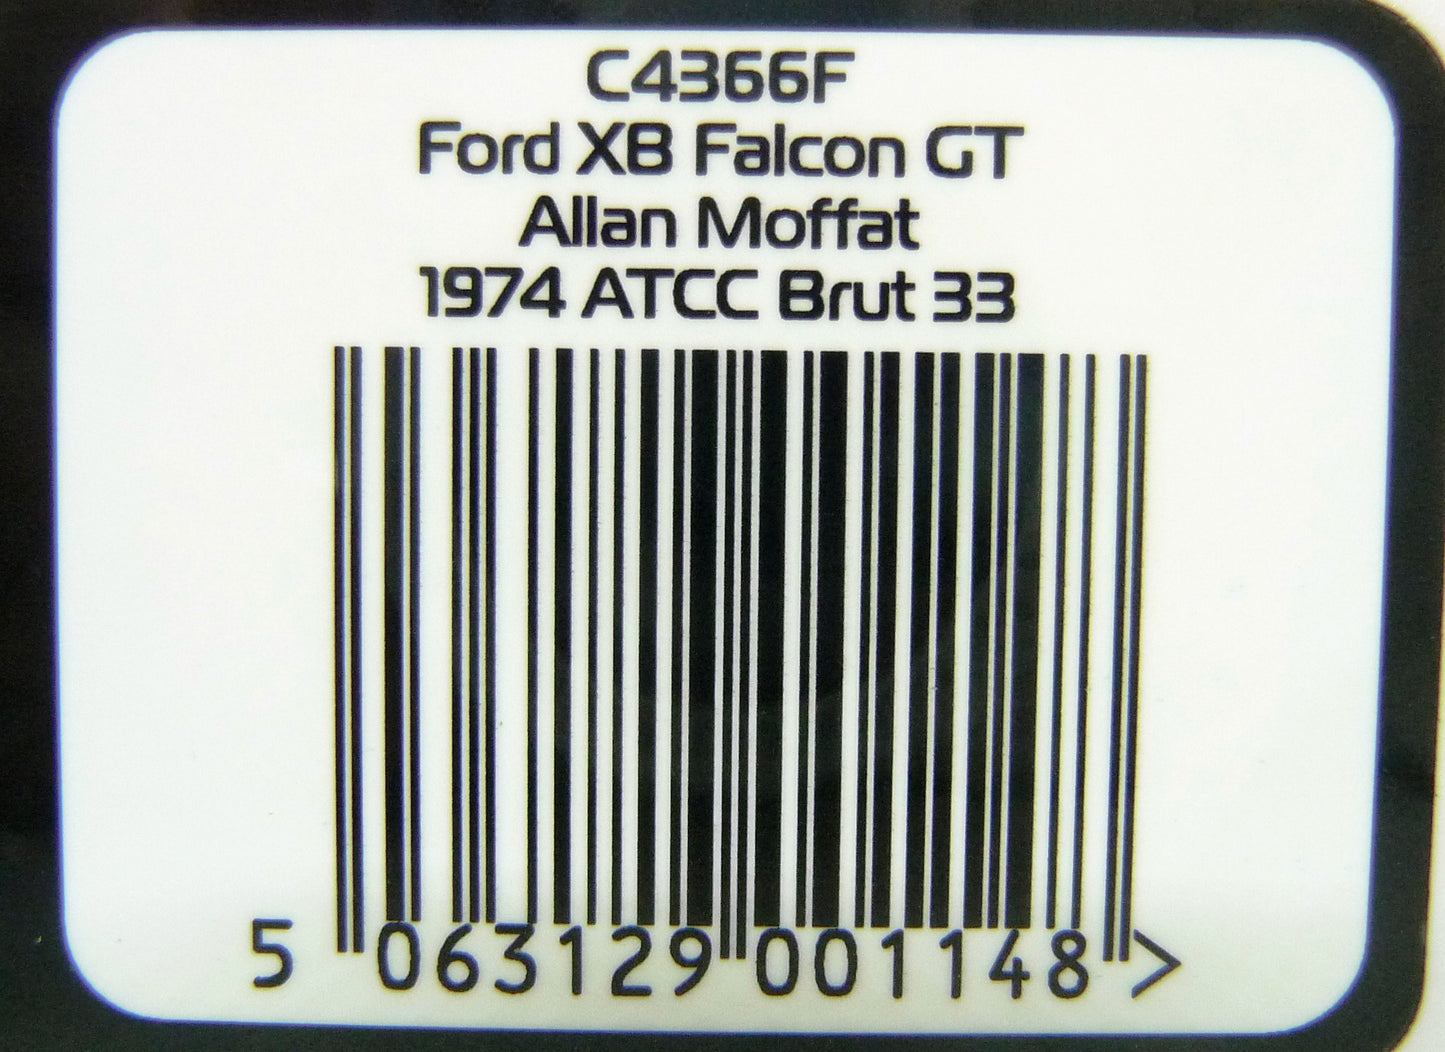 C4366F
Ford XB Falcon GT
Allan Moffat
1974 ATCC Brut 33
5 063129 001148 >